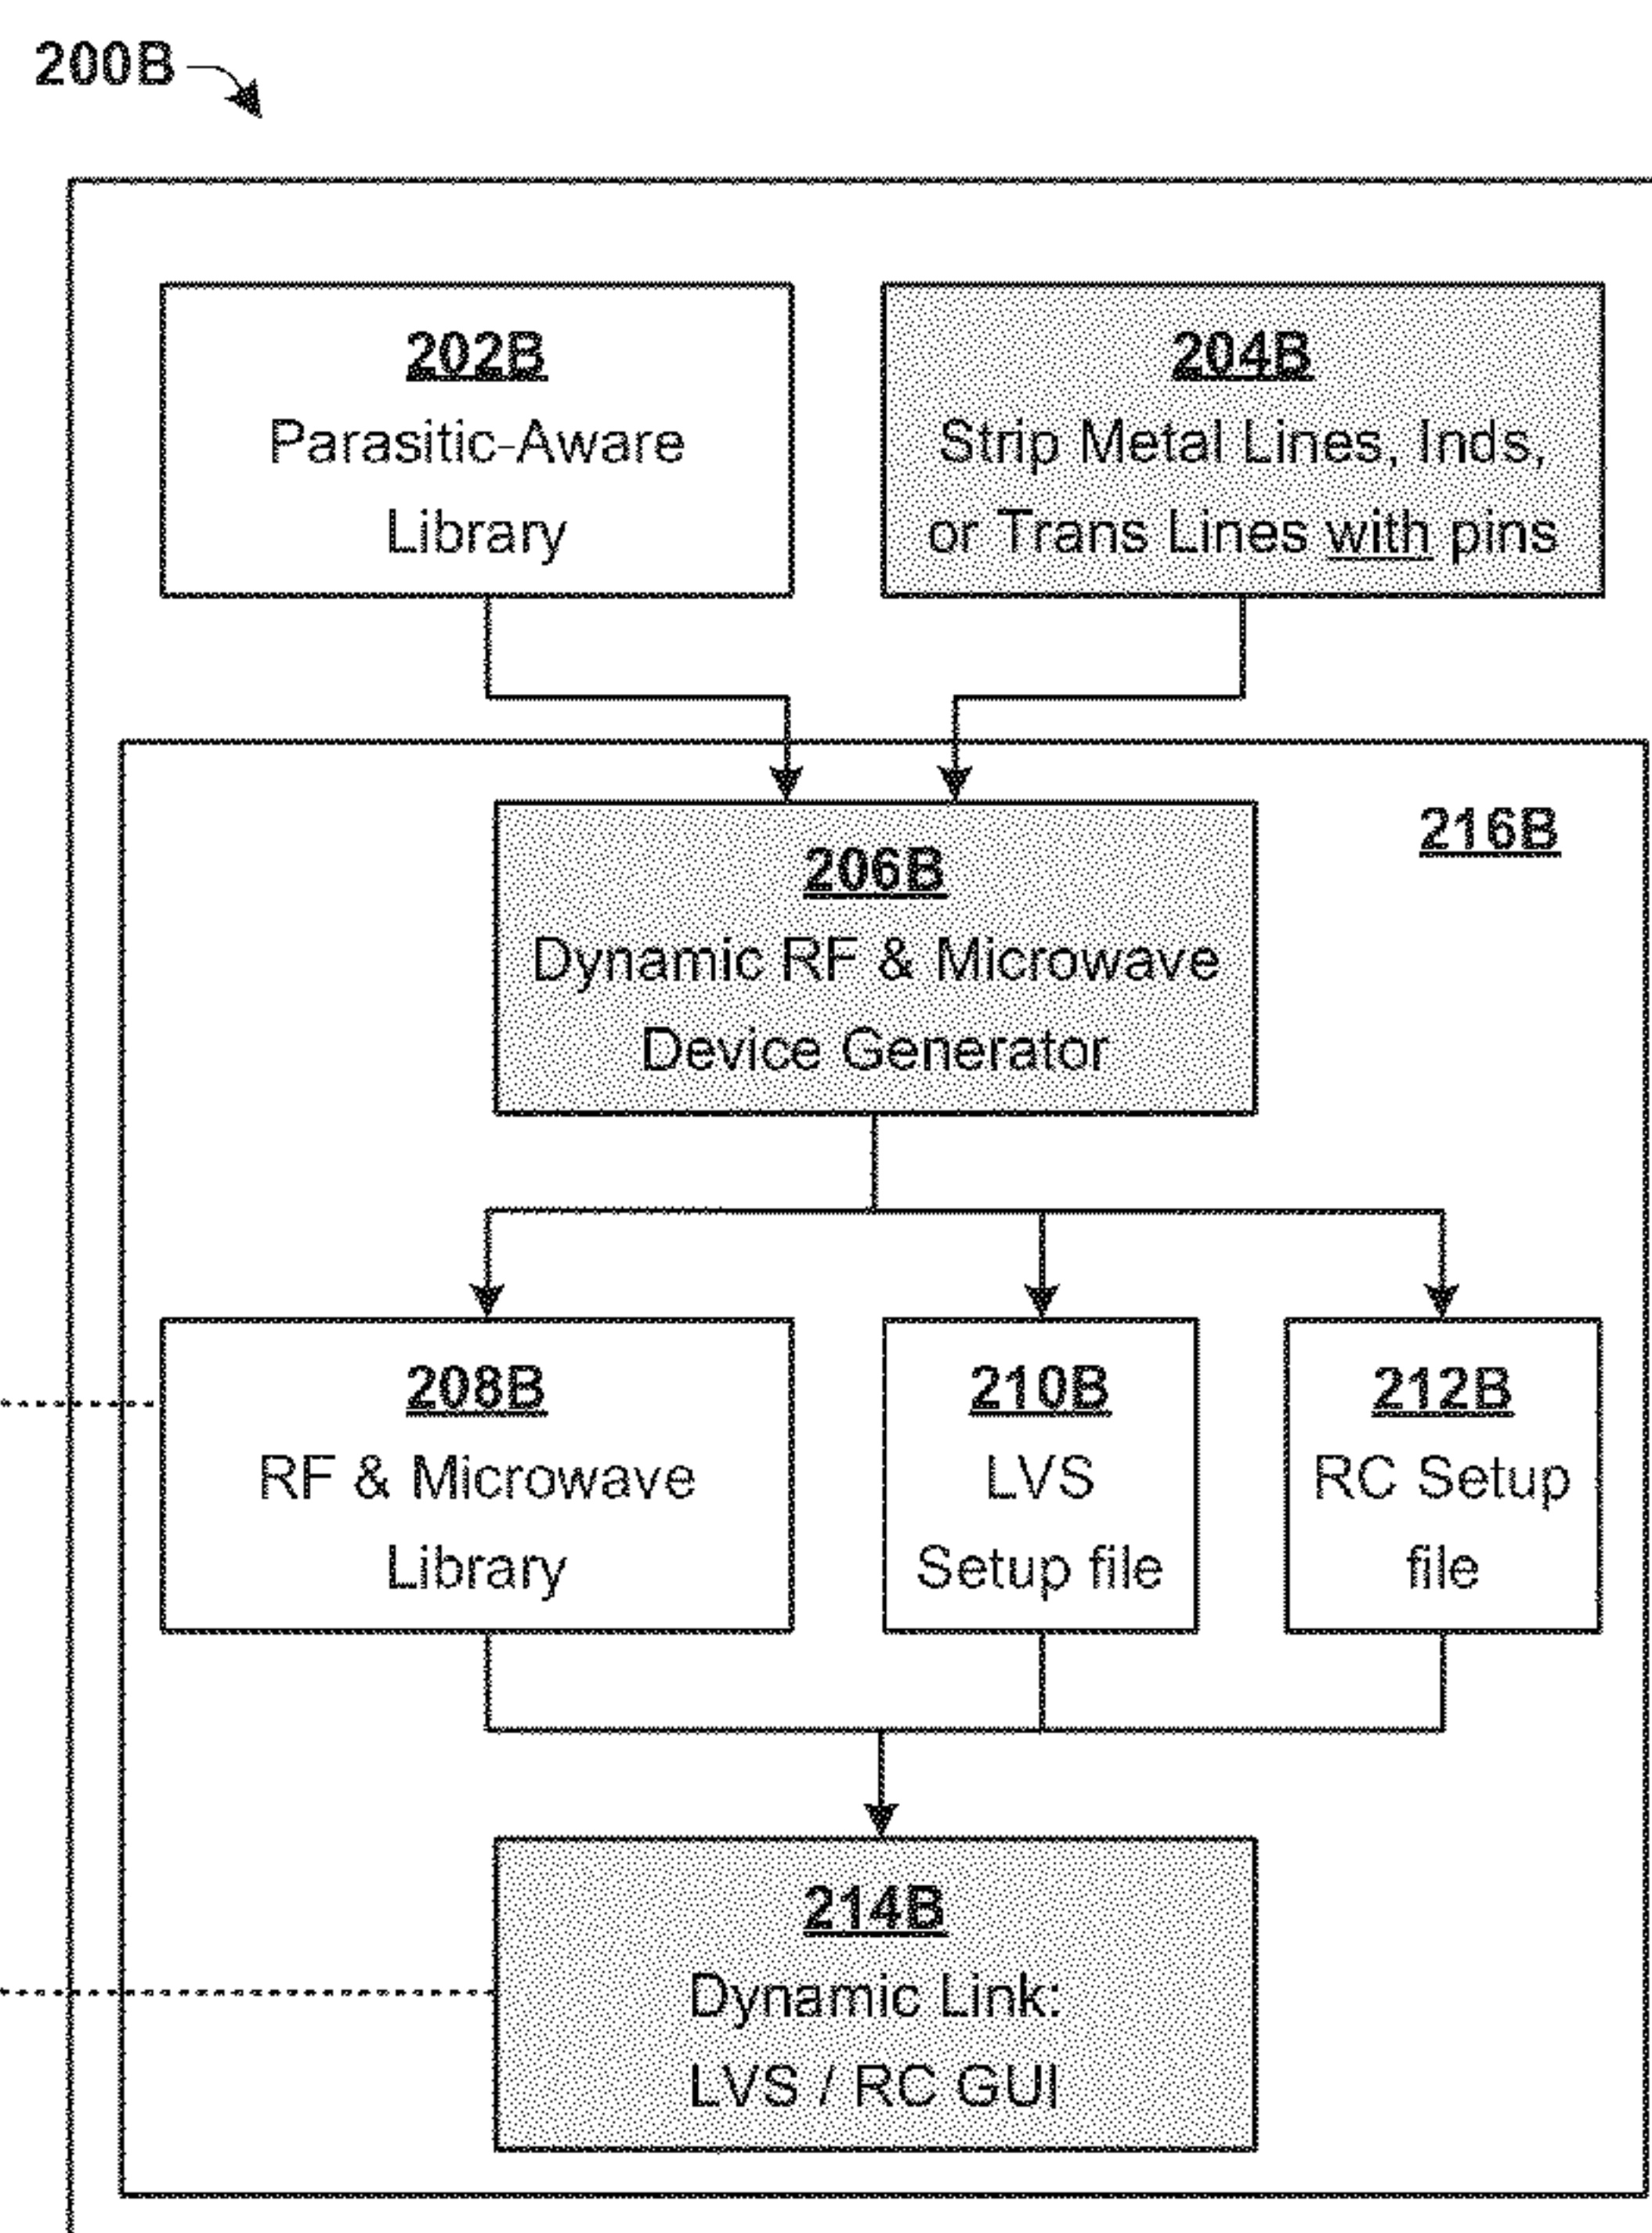 200B
202B
Parasitic-Aware
Library
204B
Strip Metal Lines, Inds,
or Trans Lines with pins
216B
206B
Dynamic RF & Microwave
Device Generator
208B
RF & Microwave
Library
210B
LVS
Setup file
212B
RC Setup
file
214B
Dynamic Link:
LVS / RC GUI